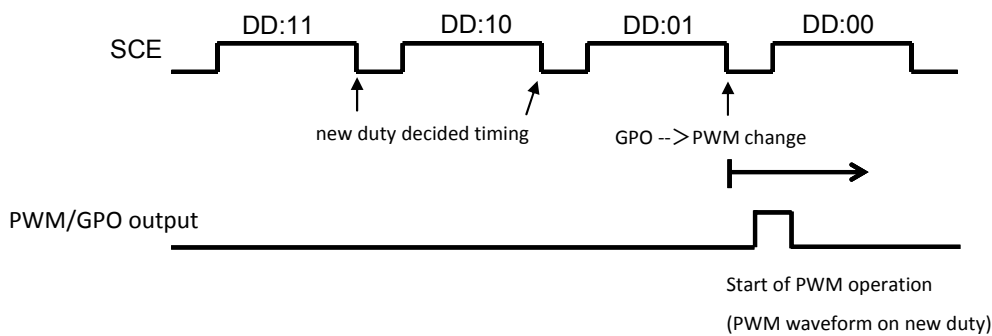 DD:11 DD:10 DD:01 DD:00
SCE
new duty decided timing
GPO -->PWM change
PWM/GPO output
Start of PWM operation
(PWM waveform on new duty)